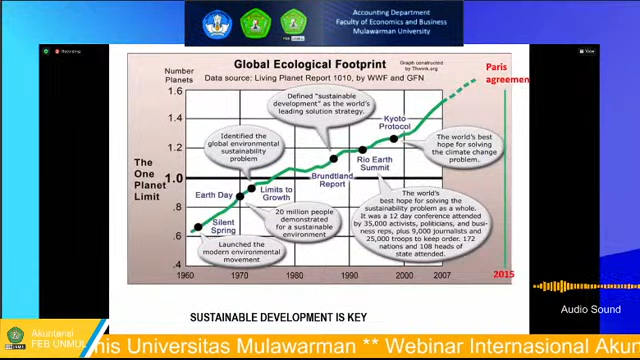 Accounting Department
Faculty of Economics and Business
Mulawarman University
FEB UNMUL
Recording
View
Global Ecological Footprint
Graph constructed
by Thwink.org
Number
Planets
Data source: Living Planet Report 1010, by WWF and GFN
Paris
agreemen
1.6
1.4
1.2
1.0
.8
.6
.4
.2
The
One
Planet
Limit
Defined "sustainable
development" as the world's
leading solution strategy.
Identified the
global environmental
sustainability
problem
Kyoto
Protocol
The world's best
hope for solving
the climate change
problem.
Rio Earth
Summit
Brundtland
Report
Earth Day
Limits to
Growth
The world's
best hope for solving the
sustainability problem as a whole.
It was a 12 day conference attended
by 35,000 activists, politicians, and busi-
ness reps, plus 9,000 journalists and
25,000 troops to keep order. 172
nations and 108 heads of
state attended.
20 million people
demonstrated
for a sustainable
environment
Silent
Spring
Launched the
modern environmental
movement
1960
1970
1980
1990
2000
2007
2015
SUSTAINABLE DEVELOPMENT IS KEY
Audio Sound
Akuntansi
FEB UNMUL
nis Universitas Mulawarman ** Webinar Internasional Akun